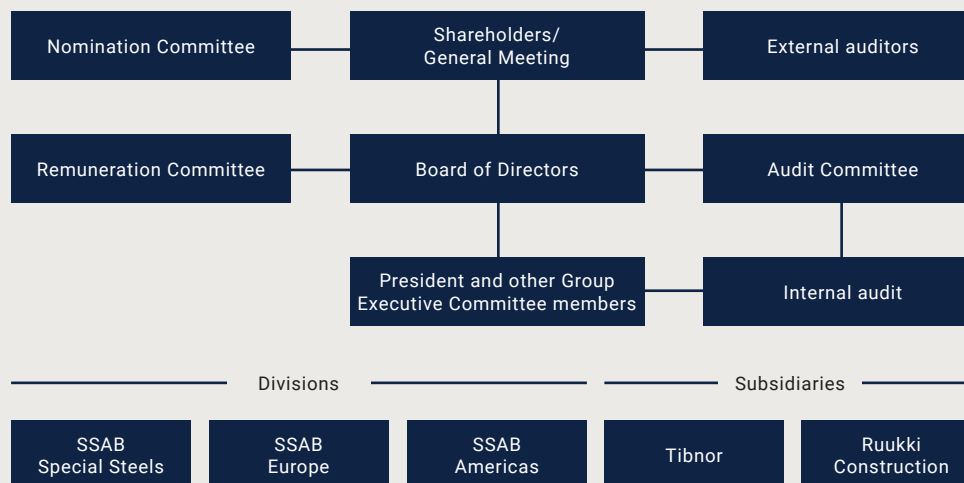 Nomination Committee
Shareholders/
General Meeting
External auditors
Remuneration Committee
Board of Directors
Audit Committee
President and other Group
Executive Committee members
Internal audit
Divisions
Subsidiaries
SSAB
Special Steels
SSAB
Europe
SSAB
Americas
Tibnor
Ruukki
Construction